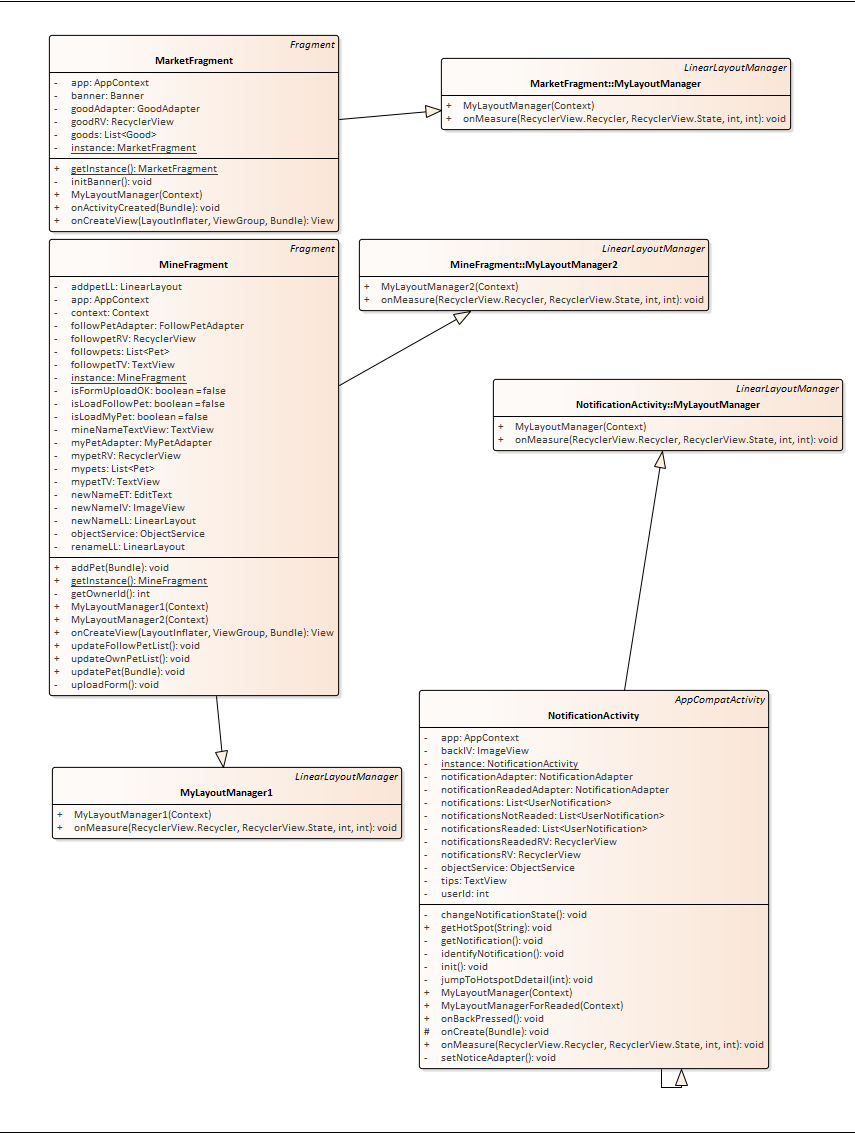 Fragment
MarketFragment
- app: AppContext
- banner: Banner
- goodAdapter: GoodAdapter
- goodRV: RecyclerView
- goods: List<Good>
- instance: MarketFragment
+ getInstance(): MarketFragment
- initBanner(): void
+ MyLayoutManager(Context)
+ onActivityCreated(Bundle): void
+ onCreateView(LayoutInflater, ViewGroup, Bundle): View
LinearLayoutManager
MarketFragment::MyLayoutManager
+ MyLayoutManager(Context)
+ onMeasure(RecyclerView.Recycler, RecyclerView.State, int, int): void
Fragment
MineFragment
- addpetLL: LinearLayout
- app: AppContext
- context: Context
- followPetAdapter: FollowPetAdapter
- followpetRV: RecyclerView
- followpets: List<Pet>
- followpetTV: TextView
- instance: MineFragment
- isFormUploadOK: boolean = false
- isLoadFollowPet: boolean = false
- isLoadMyPet: boolean = false
- mineNameTextView: TextView
- myPetAdapter: MyPetAdapter
- mypetRV: RecyclerView
- mypets: List<Pet>
- mypetTV: TextView
- newNameET: EditText
- newNameIV: ImageView
- newNameLL: LinearLayout
- objectService: ObjectService
- renameLL: LinearLayout
+ addPet(Bundle): void
+ getInstance(): MineFragment
- getOwnerId(): int
+ MyLayoutManager1(Context)
+ MyLayoutManager2(Context)
+ onCreateView(LayoutInflater, ViewGroup, Bundle): View
+ updateFollowPetList(): void
+ updateOwnPetList(): void
+ updatePet(Bundle): void
- uploadForm(): void
LinearLayoutManager
MineFragment::MyLayoutManager2
+ MyLayoutManager2(Context)
+ onMeasure(RecyclerView.Recycler, RecyclerView.State, int, int): void
LinearLayoutManager
NotificationActivity::MyLayoutManager
+ MyLayoutManager(Context)
+ onMeasure(RecyclerView.Recycler, RecyclerView.State, int, int): void
LinearLayoutManager
MyLayoutManager1
+ MyLayoutManager1(Context)
+ onMeasure(RecyclerView.Recycler, RecyclerView.State, int, int): void
AppCompatActivity
NotificationActivity
- app: AppContext
- backIV: ImageView
- instance: NotificationActivity
- notificationAdapter: NotificationAdapter
- notificationReadedAdapter: NotificationAdapter
- notifications: List<UserNotification>
- notificationsNotReaded: List<UserNotification>
- notificationsReaded: List<UserNotification>
- notificationsReadedRV: RecyclerView
- notificationsRV: RecyclerView
- objectService: ObjectService
- tips: TextView
- userId: int
- changeNotificationState(): void
+ getHotSpot(String): void
- getNotification(): void
- identifyNotification(): void
- init(): void
- jumpToHotspotDdetail(int): void
+ MyLayoutManager(Context)
+ MyLayoutManagerForReaded(Context)
+ onBackPressed(): void
# onCreate(Bundle): void
+ onMeasure(RecyclerView.Recycler, RecyclerView.State, int, int): void
- setNoticeAdapter(): void